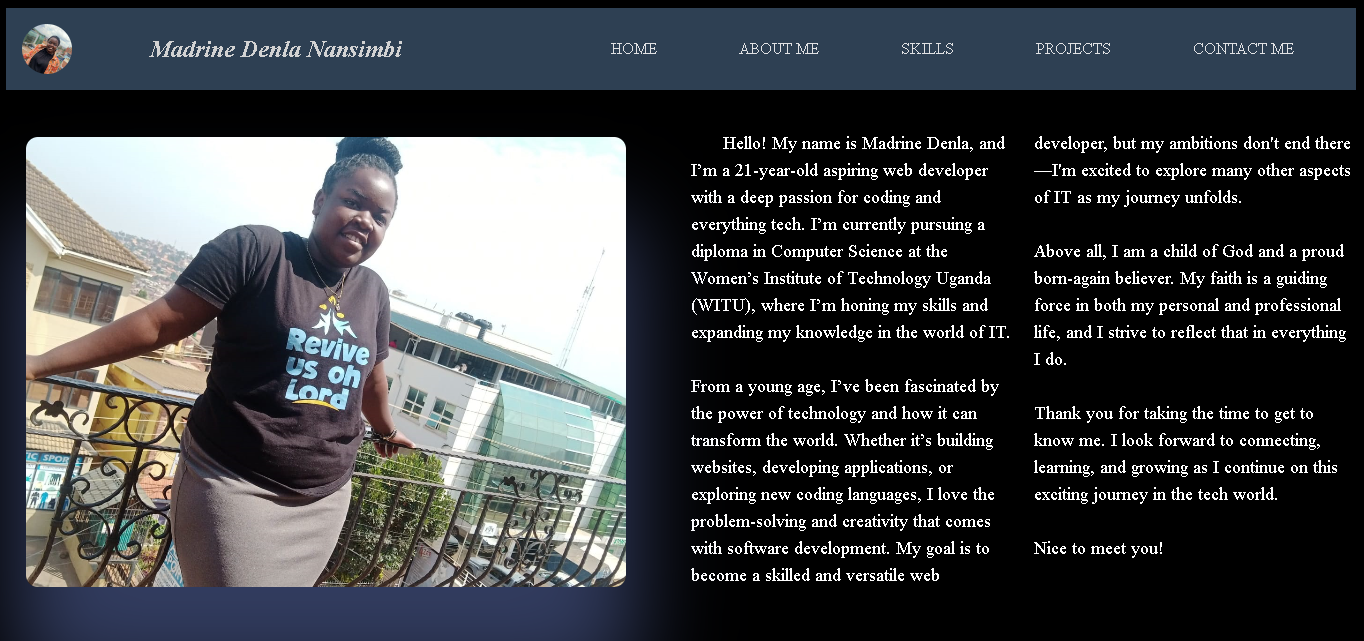 Madrine Denla Nansimbi
HOME
ABOUT ME
SKILLS
PROJECTS
CONTACT ME
Revive
us oh
Lord
IC SPOR
Hello! My name is Madrine Denla, and
I’m a 21-year-old aspiring web developer
with a deep passion for coding and
everything tech. I’m currently pursuing a
diploma in Computer Science at the
Women’s Institute of Technology Uganda
(WITU), where I’m honing my skills and
expanding my knowledge in the world of IT.
From a young age, I’ve been fascinated by
the power of technology and how it can
transform the world. Whether it’s building
websites, developing applications, or
exploring new coding languages, I love the
problem-solving and creativity that comes
with software development. My goal is to
become a skilled and versatile web
developer, but my ambitions don't end there
—I'm excited to explore many other aspects
of IT as my journey unfolds.
Above all, I am a child of God and a proud
born-again believer. My faith is a guiding
force in both my personal and professional
life, and I strive to reflect that in everything
I do.
Thank you for taking the time to get to
know me. I look forward to connecting,
learning, and growing as I continue on this
exciting journey in the tech world.
Nice to meet you!